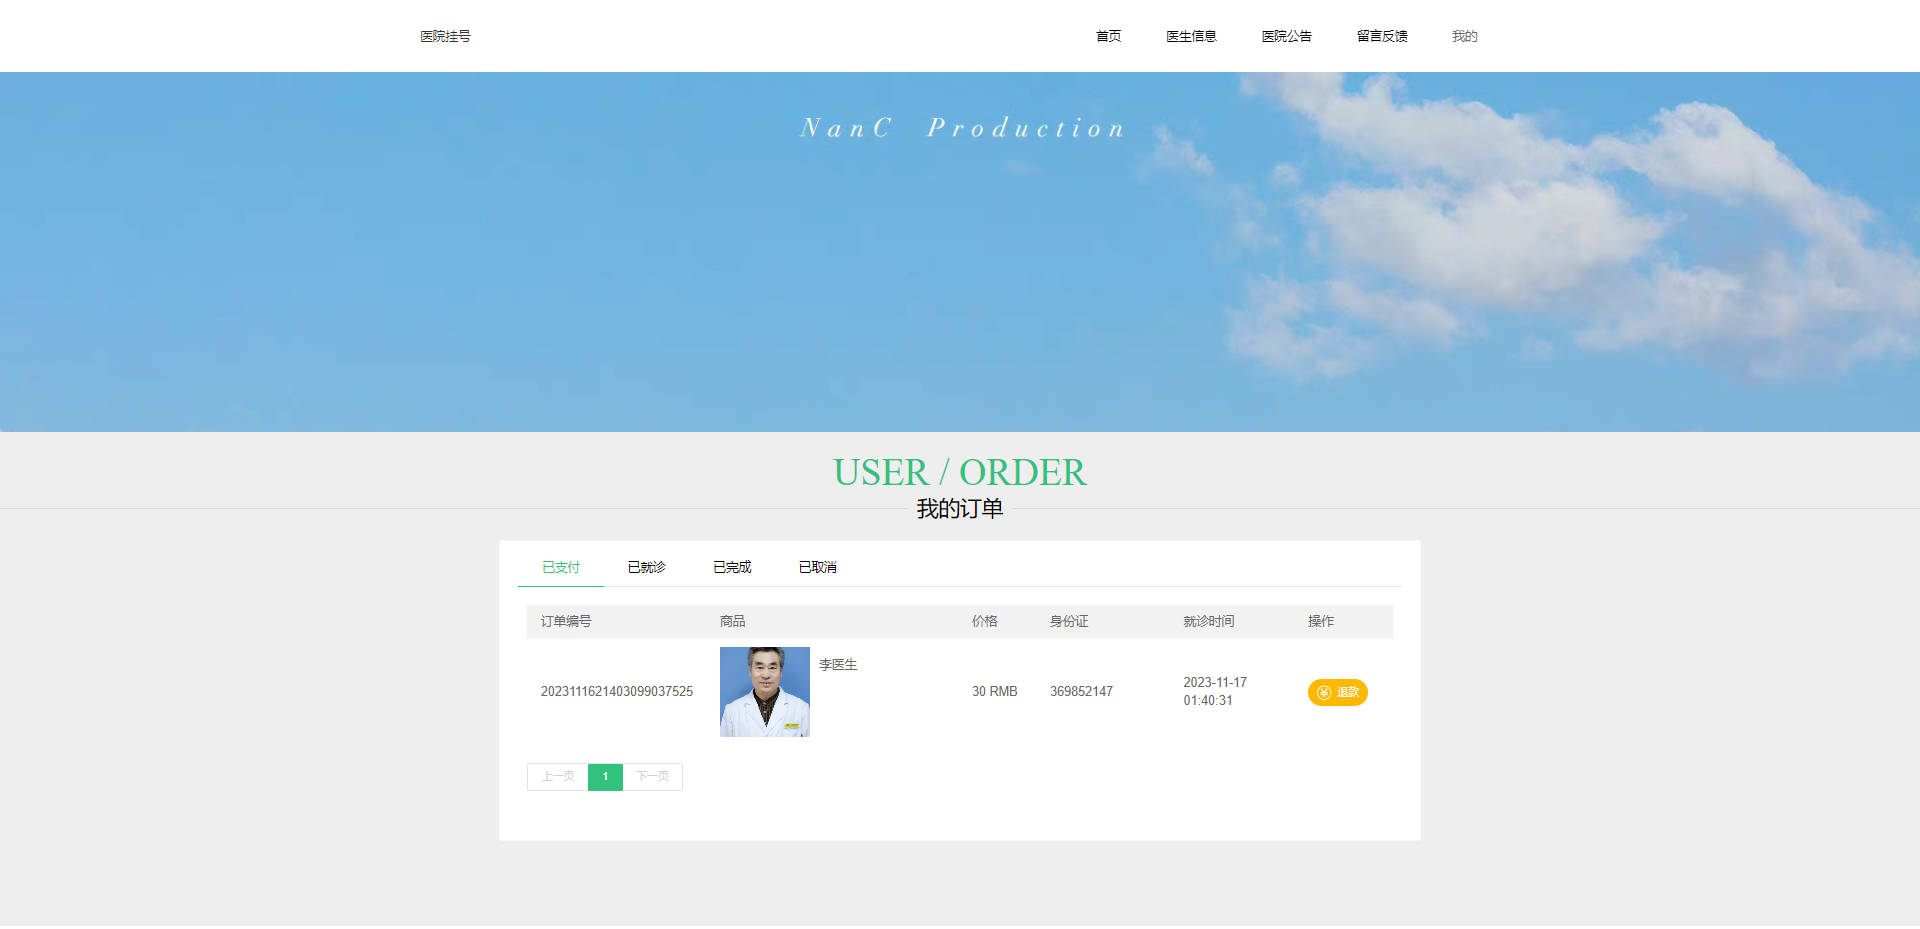 医院挂号
首页 医生信息 医院公告 留言反馈 我的
NanC Production
USER / ORDER
我的订单
已支付 已就诊 已完成 已取消
订单编号 商品 价格 身份证 就诊时间 操作
2023111621403099037525 李医生 30 RMB 369852147 2023-11-17 01:40:31 退款
上一页 1 下一页